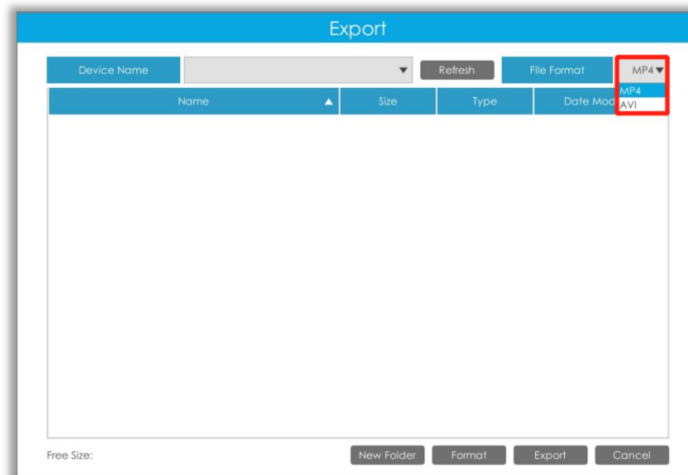 Export
Device Name Refresh File Format MP4
Name Size Type Date Mod
MP4
AVI
Free Size: New Folder Format Export Cancel